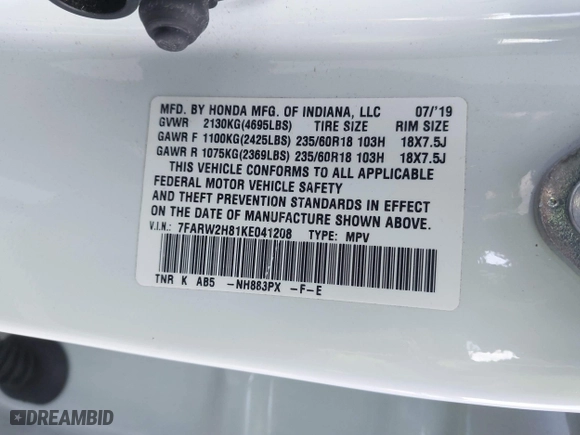 MFD. BY HONDA MFG. OF INDIANA, LLC 07/'19
GVWR 2130KG(4695LBS) TIRE SIZE RIM SIZE
GAWR F 1100KG(2425LBS) 235/60R18 103H 18X7.5J
GAWR R 1075KG(2369LBS) 235/60R18 103H 18X7.5J
THIS VEHICLE CONFORMS TO ALL APPLICABLE
FEDERAL MOTOR VEHICLE SAFETY
AND THEFT PREVENTION STANDARDS IN EFFECT
ON THE DATE OF MANUFACTURE SHOWN ABOVE.
V.I.N.: 7FARW2H81KE041208 TYPE: MPV
TNR K AB5 -NH883PX -F-E
DREAMBID